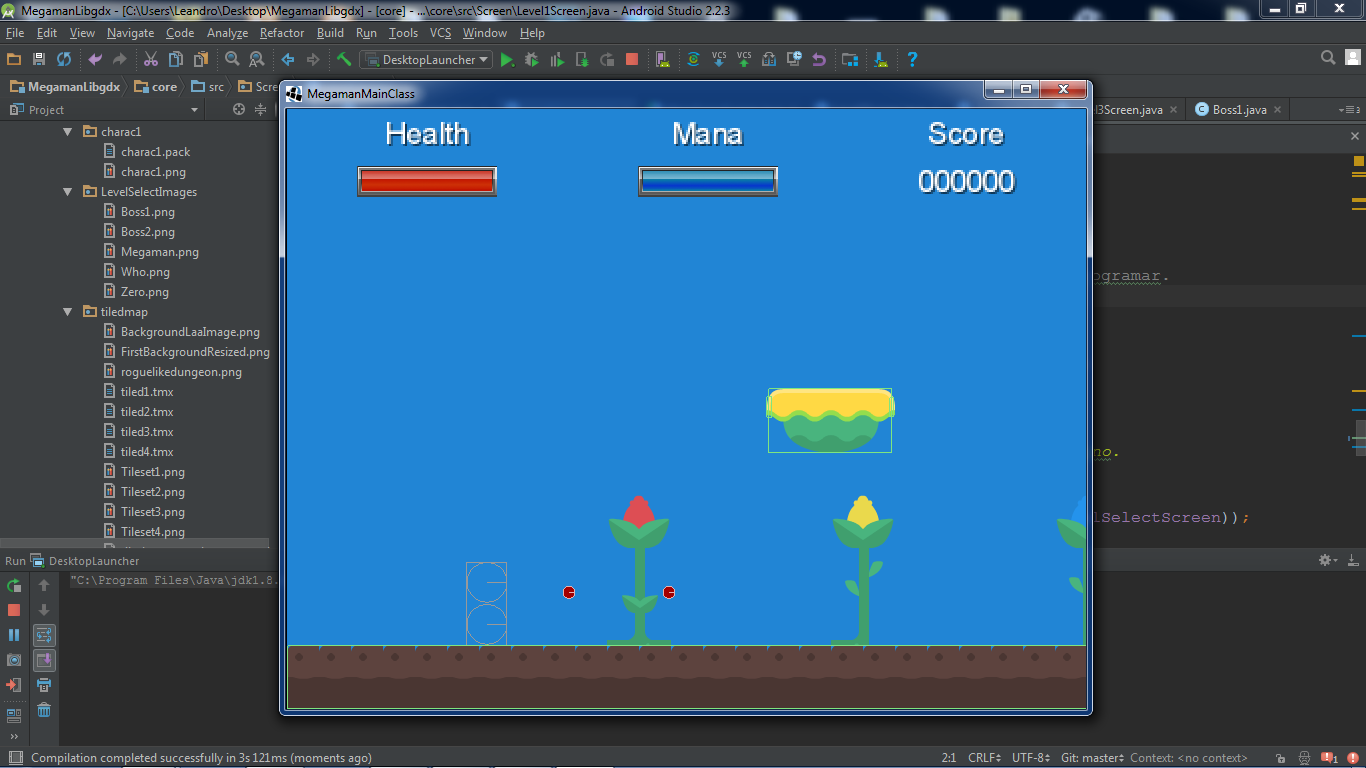 MegamanLibgdx - [C:\Users\Leandro\Desktop\MegamanLibgdx] - [core] - ...\core\src\Screen\Level1Screen.java - Android Studio 2.2.3
File Edit View Navigate Code Analyze Refactor Build Run Tools VCS Window Help
DesktopLauncher VCS VCS
MegamanLibgdx core src Scre
MegamanMainClass
Project
l3Screen.java Boss1.java
charac1
charac1.pack
charac1.png
LevelSelectImages
Boss1.png
Boss2.png
Megaman.png
Who.png
Zero.png
tiledmap
BackgroundLaaImage.png
FirstBackgroundResized.png
roguelikedungeon.png
tiled1.tmx
tiled2.tmx
tiled3.tmx
tiled4.tmx
Tileset1.png
Tileset2.png
Tileset3.png
Tileset4.png
Health Mana Score
000000
ogramar.
no.
lSelectScreen));
Run DesktopLauncher
"C:\Program Files\Java\jdk1.8.
Compilation completed successfully in 3s 121ms (moments ago) 2:1 CRLF UTF-8 Git: master Context: <no context> 1